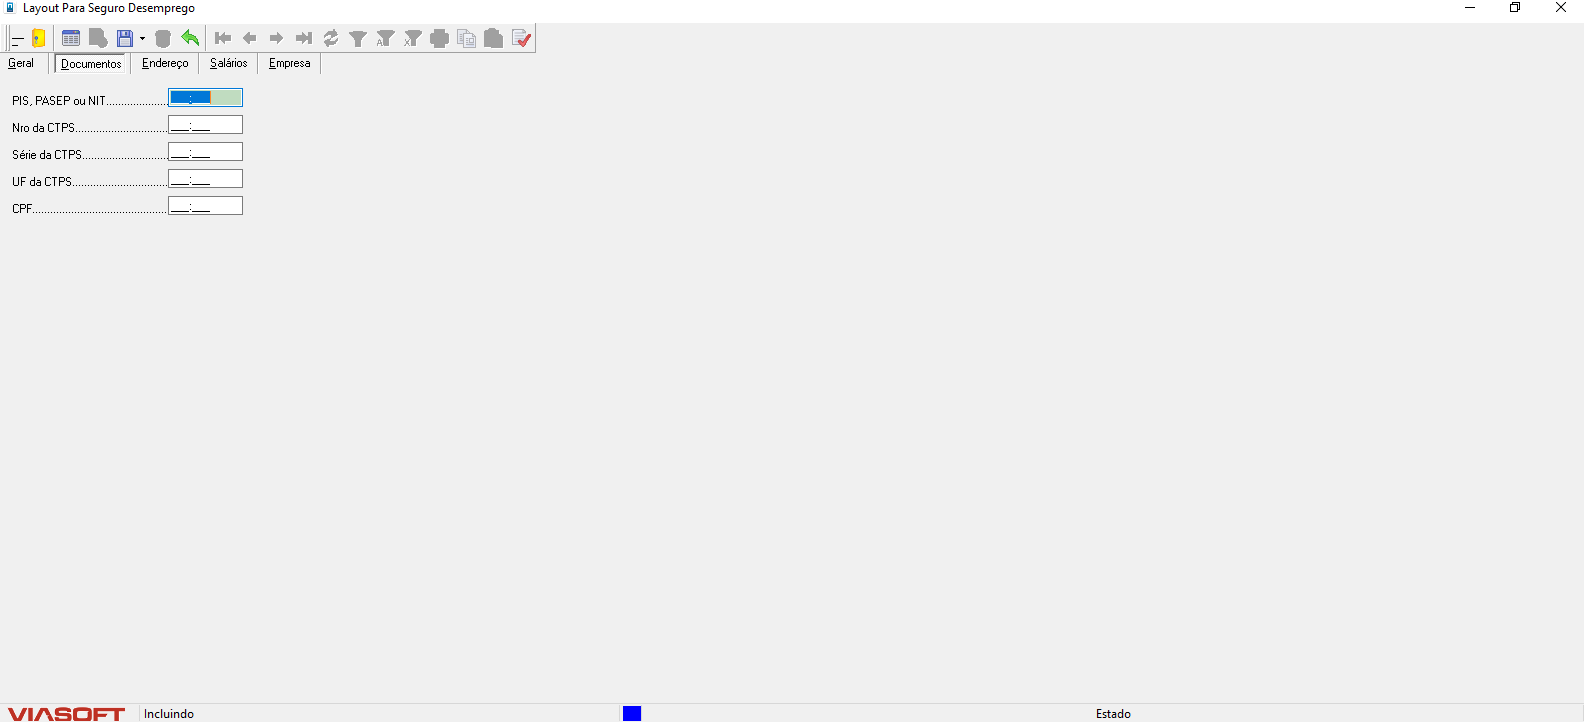 Layout Para Seguro Desemprego
Geral Documentos Endereço Salários Empresa
PIS, PASEP ou NIT..................... ___:___
Nro da CTPS............................... ___:___
Série da CTPS............................. ___:___
UF da CTPS................................ ___:___
CPF............................................. ___:___
VIASOFT Incluindo Estado